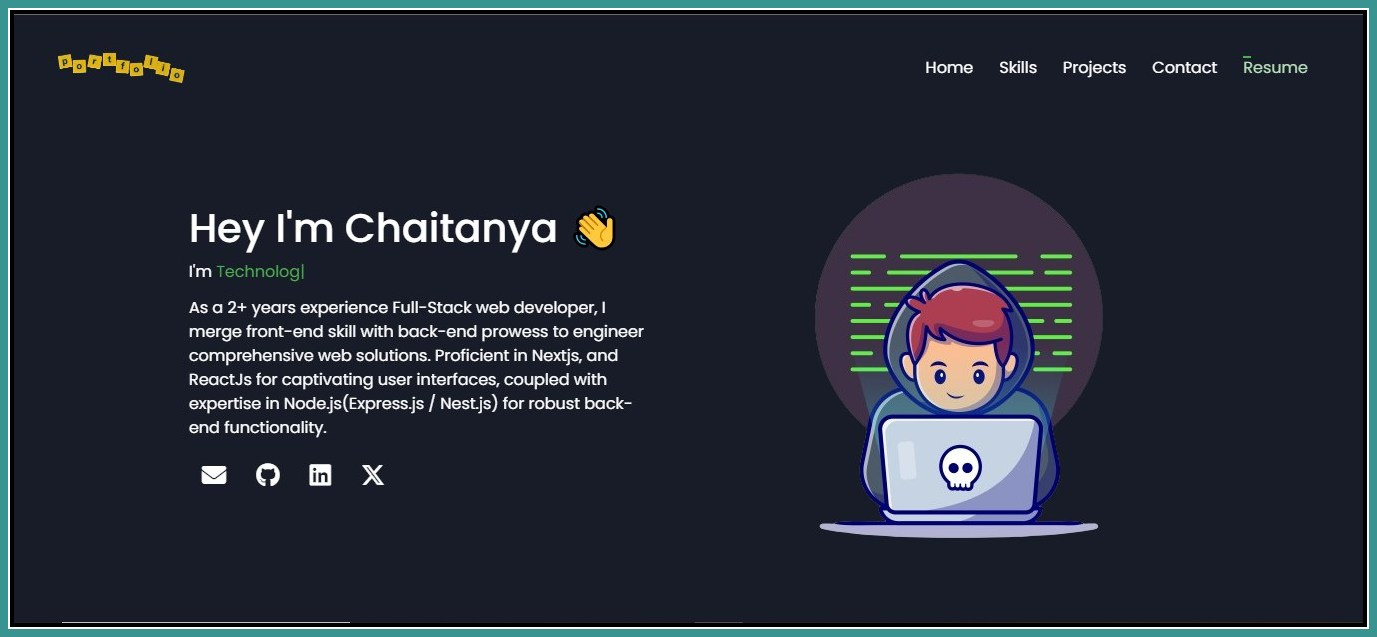 portfolio
Home Skills Projects Contact Resume
Hey I'm Chaitanya 👋
I'm Technolog|
As a 2+ years experience Full-Stack web developer, I
merge front-end skill with back-end prowess to engineer
comprehensive web solutions. Proficient in Nextjs, and
ReactJs for captivating user interfaces, coupled with
expertise in Node.js(Express.js / Nest.js) for robust back-
end functionality.